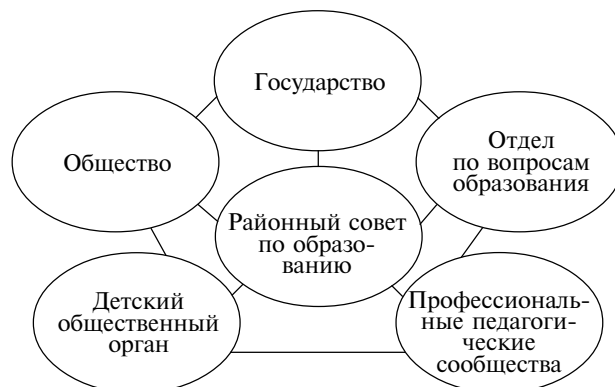 Государство
Общество
Отдел
по вопросам
образования
Районный совет
по образо-
ванию
Детский
общественный
орган
Профессиональ-
ные педагоги-
ческие
сообщества